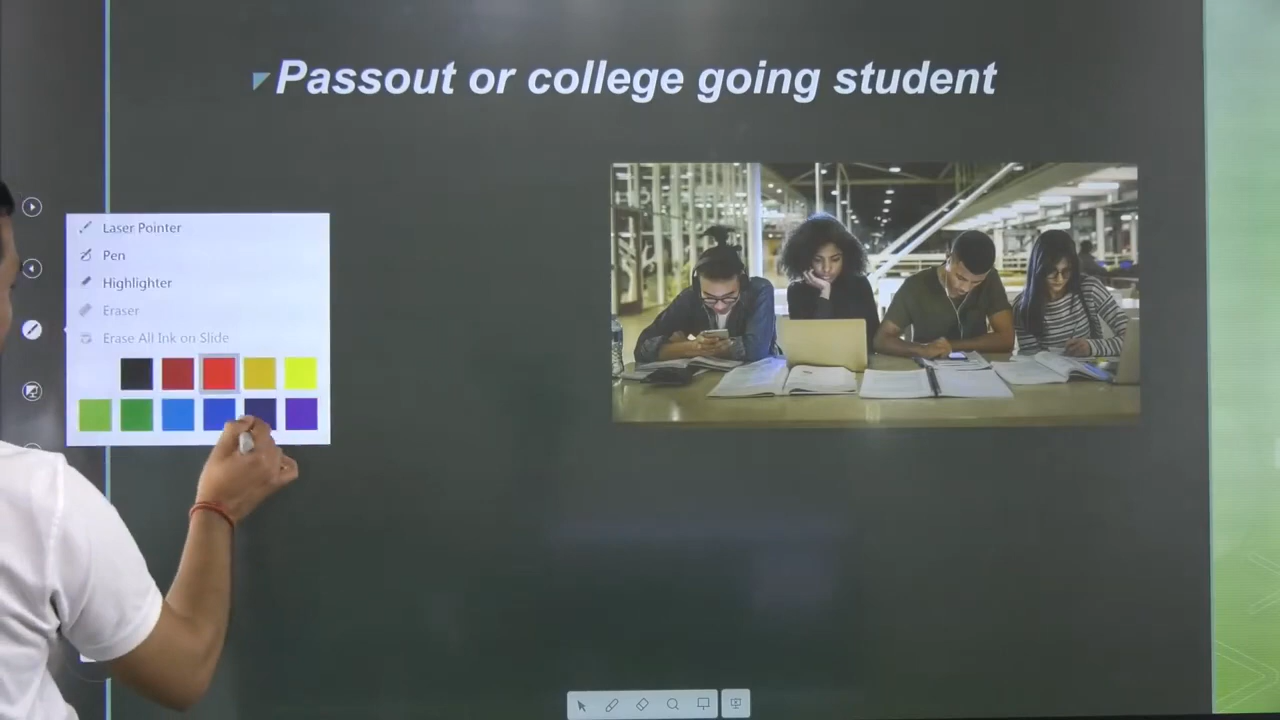 Passout or college going student
Laser Pointer
Pen
Highlighter
Eraser
Erase All Ink on Slide